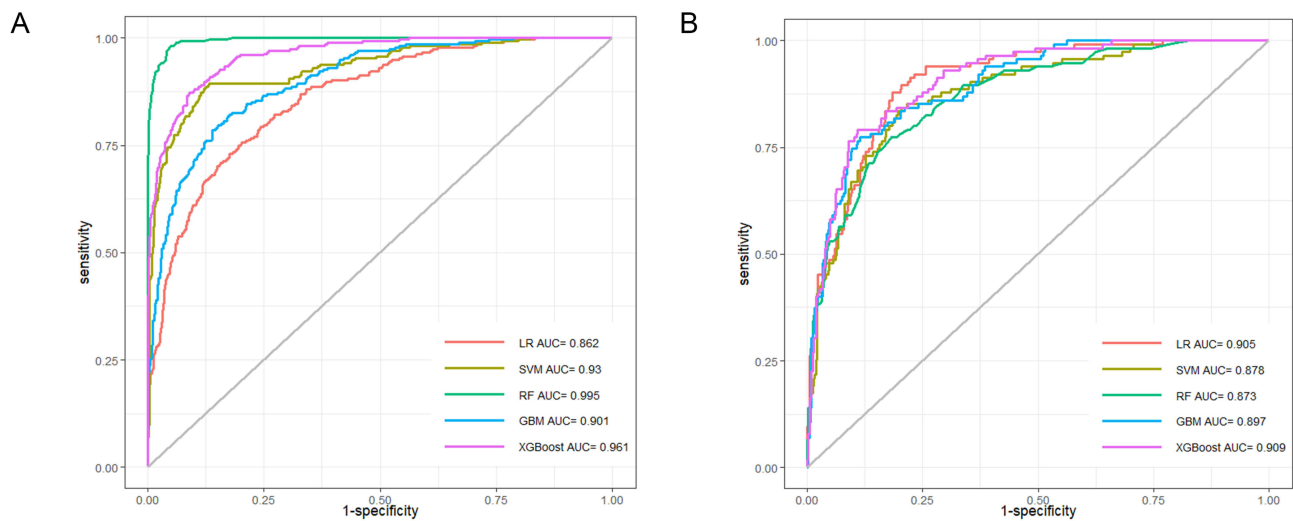 A
1.00
0.75
0.50
0.25
0.00
sensitivity
LR AUC= 0.862
SVM AUC= 0.93
RF AUC= 0.995
GBM AUC= 0.901
XGBoost AUC= 0.961
0.00 0.25 0.50 0.75 1.00
1-specificity
B
1.00
0.75
0.50
0.25
0.00
sensitivity
LR AUC= 0.905
SVM AUC= 0.878
RF AUC= 0.873
GBM AUC= 0.897
XGBoost AUC= 0.909
0.00 0.25 0.50 0.75 1.00
1-specificity